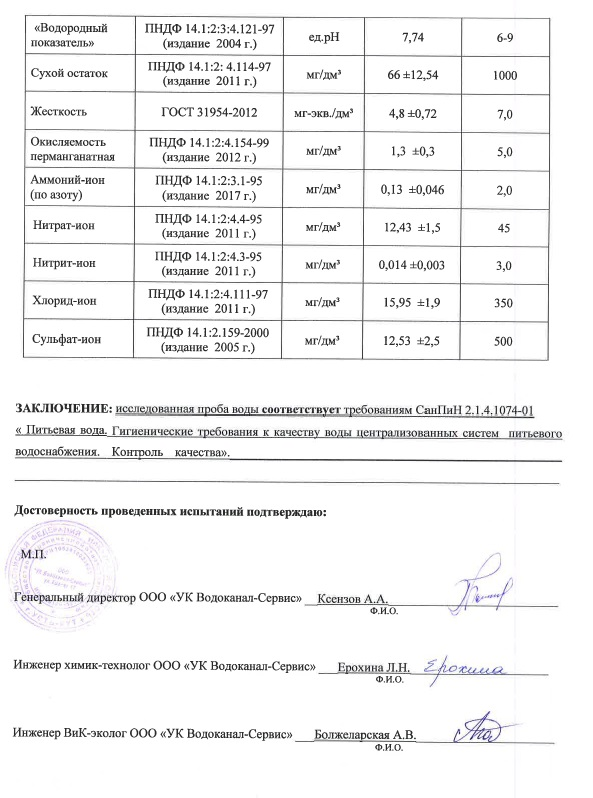 «Водородный показатель» ПНДФ 14.1:2:3:4.121-97 (издание 2004 г.) ед.рН 7,74 6-9
Сухой остаток ПНДФ 14.1:2: 4.114-97 (издание 2011 г.) мг/дм³ 66 ±12,54 1000
Жесткость ГОСТ 31954-2012 мг-экв./дм³ 4,8 ±0,72 7,0
Окисляемость перманганатная ПНДФ 14.1:2:4.154-99 (издание 2012 г.) мг/дм³ 1,3 ±0,3 5,0
Аммоний-ион (по азоту) ПНДФ 14.1:2:3.1-95 (издание 2017 г.) мг/дм³ 0,13 ±0,046 2,0
Нитрат-ион ПНДФ 14.1:2:4.4-95 (издание 2011 г.) мг/дм³ 12,43 ±1,5 45
Нитрит-ион ПНДФ 14.1:2:4.3-95 (издание 2011 г.) мг/дм³ 0,014 ±0,003 3,0
Хлорид-ион ПНДФ 14.1:2:4.111-97 (издание 2011 г.) мг/дм³ 15,95 ±1,9 350
Сульфат-ион ПНДФ 14.1:2.159-2000 (издание 2005 г.) мг/дм³ 12,53 ±2,5 500
ЗАКЛЮЧЕНИЕ: исследованная проба воды соответствует требованиям СанПиН 2.1.4.1074-01
« Питьевая вода. Гигиенические требования к качеству воды централизованных систем питьевого
водоснабжения. Контроль качества».
Достоверность проведенных испытаний подтверждаю:
М.П.
Генеральный директор ООО «УК Водоканал-Сервис» Ксензов А.А.
Ф.И.О.
Инженер химик-технолог ООО «УК Водоканал-Сервис» Ерохина Л.Н. Ерохина
Ф.И.О.
Инженер ВиК-эколог ООО «УК Водоканал-Сервис» Болжеларская А.В.
Ф.И.О.